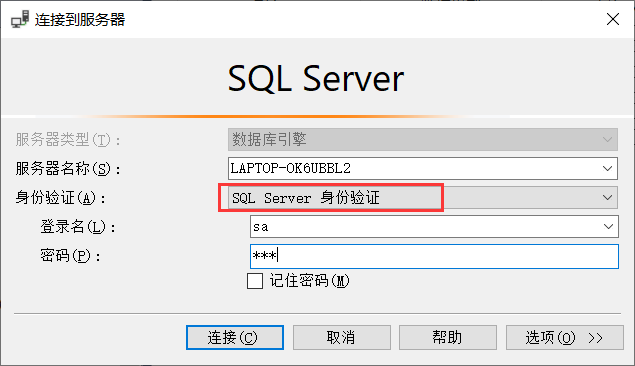 连接到服务器
SQL Server
服务器类型(T)： 数据库引擎
服务器名称(S)： LAPTOP-OK6UBBL2
身份验证(A)： SQL Server 身份验证
登录名(L)： sa
密码(P)： ***
记住密码(M)
连接(C) 取消 帮助 选项(O) >>